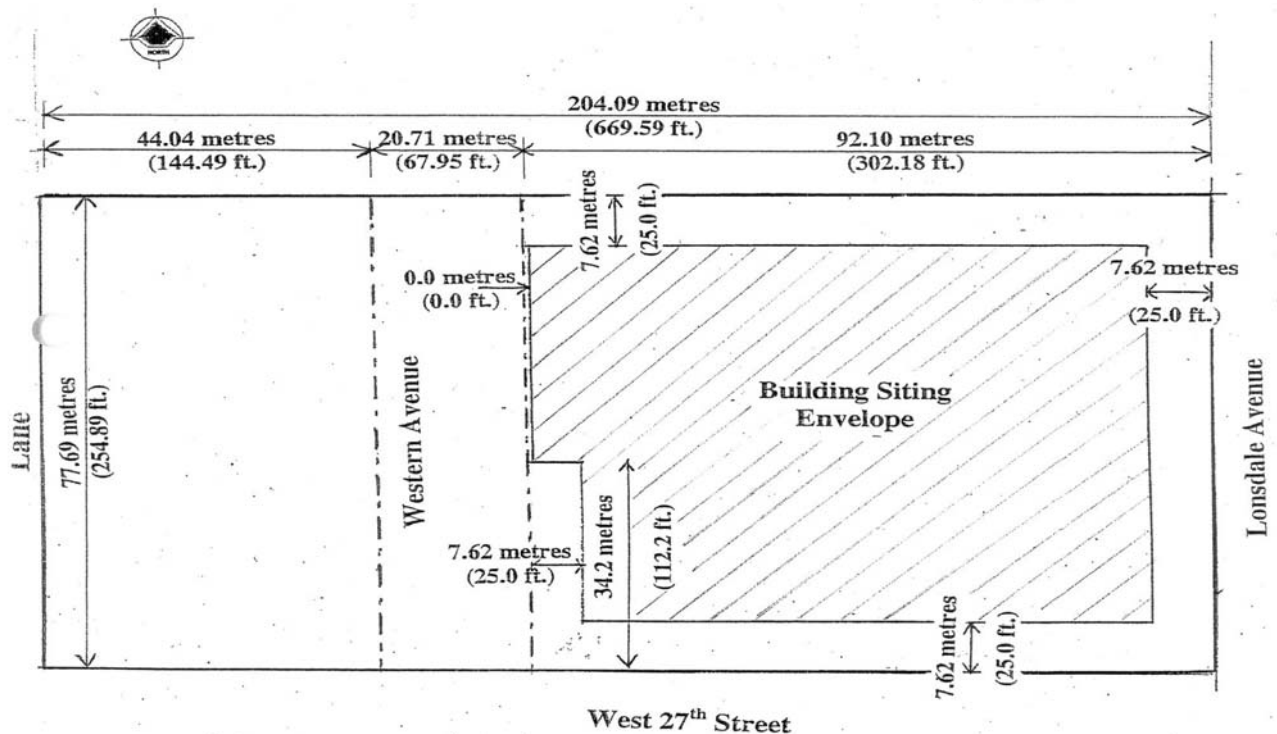 NORTH
204.09 metres
(669.59 ft.)
44.04 metres
(144.49 ft.)
20.71 metres
(67.95 ft.)
92.10 metres
(302.18 ft.)
7.62 metres
(25.0 ft.)
0.0 metres
(0.0 ft.)
7.62 metres
(25.0 ft.)
Building Siting
Envelope
Lane
77.69 metres
(254.89 ft.)
Western Avenue
Lonsdale Avenue
7.62 metres
(25.0 ft.)
34.2 metres
(112.2 ft.)
7.62 metres
(25.0 ft.)
West 27th Street